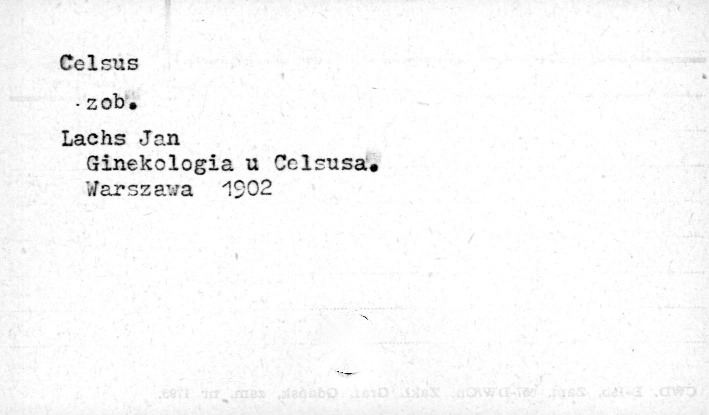 Celsus
zob.
Lachs Jan
Ginekologia u Celsusa.
Warszawa 1902